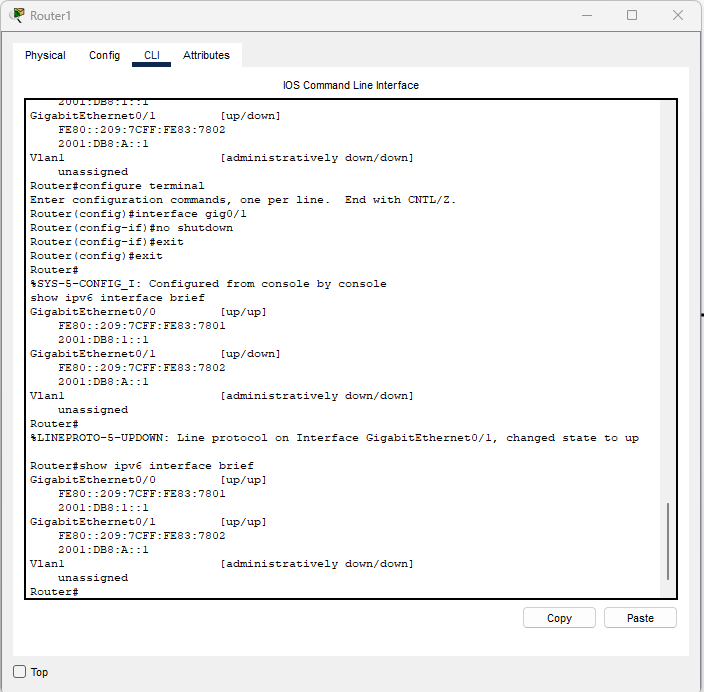 Router1
Physical Config CLI Attributes
IOS Command Line Interface
2001:DB8:1::1
GigabitEthernet0/1 [up/down]
FE80::209:7CFF:FE83:7802
2001:DB8:A::1
Vlan1 [administratively down/down]
unassigned
Router#configure terminal
Enter configuration commands, one per line. End with CNTL/Z.
Router(config)#interface gig0/1
Router(config-if)#no shutdown
Router(config-if)#exit
Router(config)#exit
Router#
%SYS-5-CONFIG_I: Configured from console by console
show ipv6 interface brief
GigabitEthernet0/0 [up/up]
FE80::209:7CFF:FE83:7801
2001:DB8:1::1
GigabitEthernet0/1 [up/down]
FE80::209:7CFF:FE83:7802
2001:DB8:A::1
Vlan1 [administratively down/down]
unassigned
Router#
%LINEPROTO-5-UPDOWN: Line protocol on Interface GigabitEthernet0/1, changed state to up
Router#show ipv6 interface brief
GigabitEthernet0/0 [up/up]
FE80::209:7CFF:FE83:7801
2001:DB8:1::1
GigabitEthernet0/1 [up/up]
FE80::209:7CFF:FE83:7802
2001:DB8:A::1
Vlan1 [administratively down/down]
unassigned
Router#
Copy Paste
Top